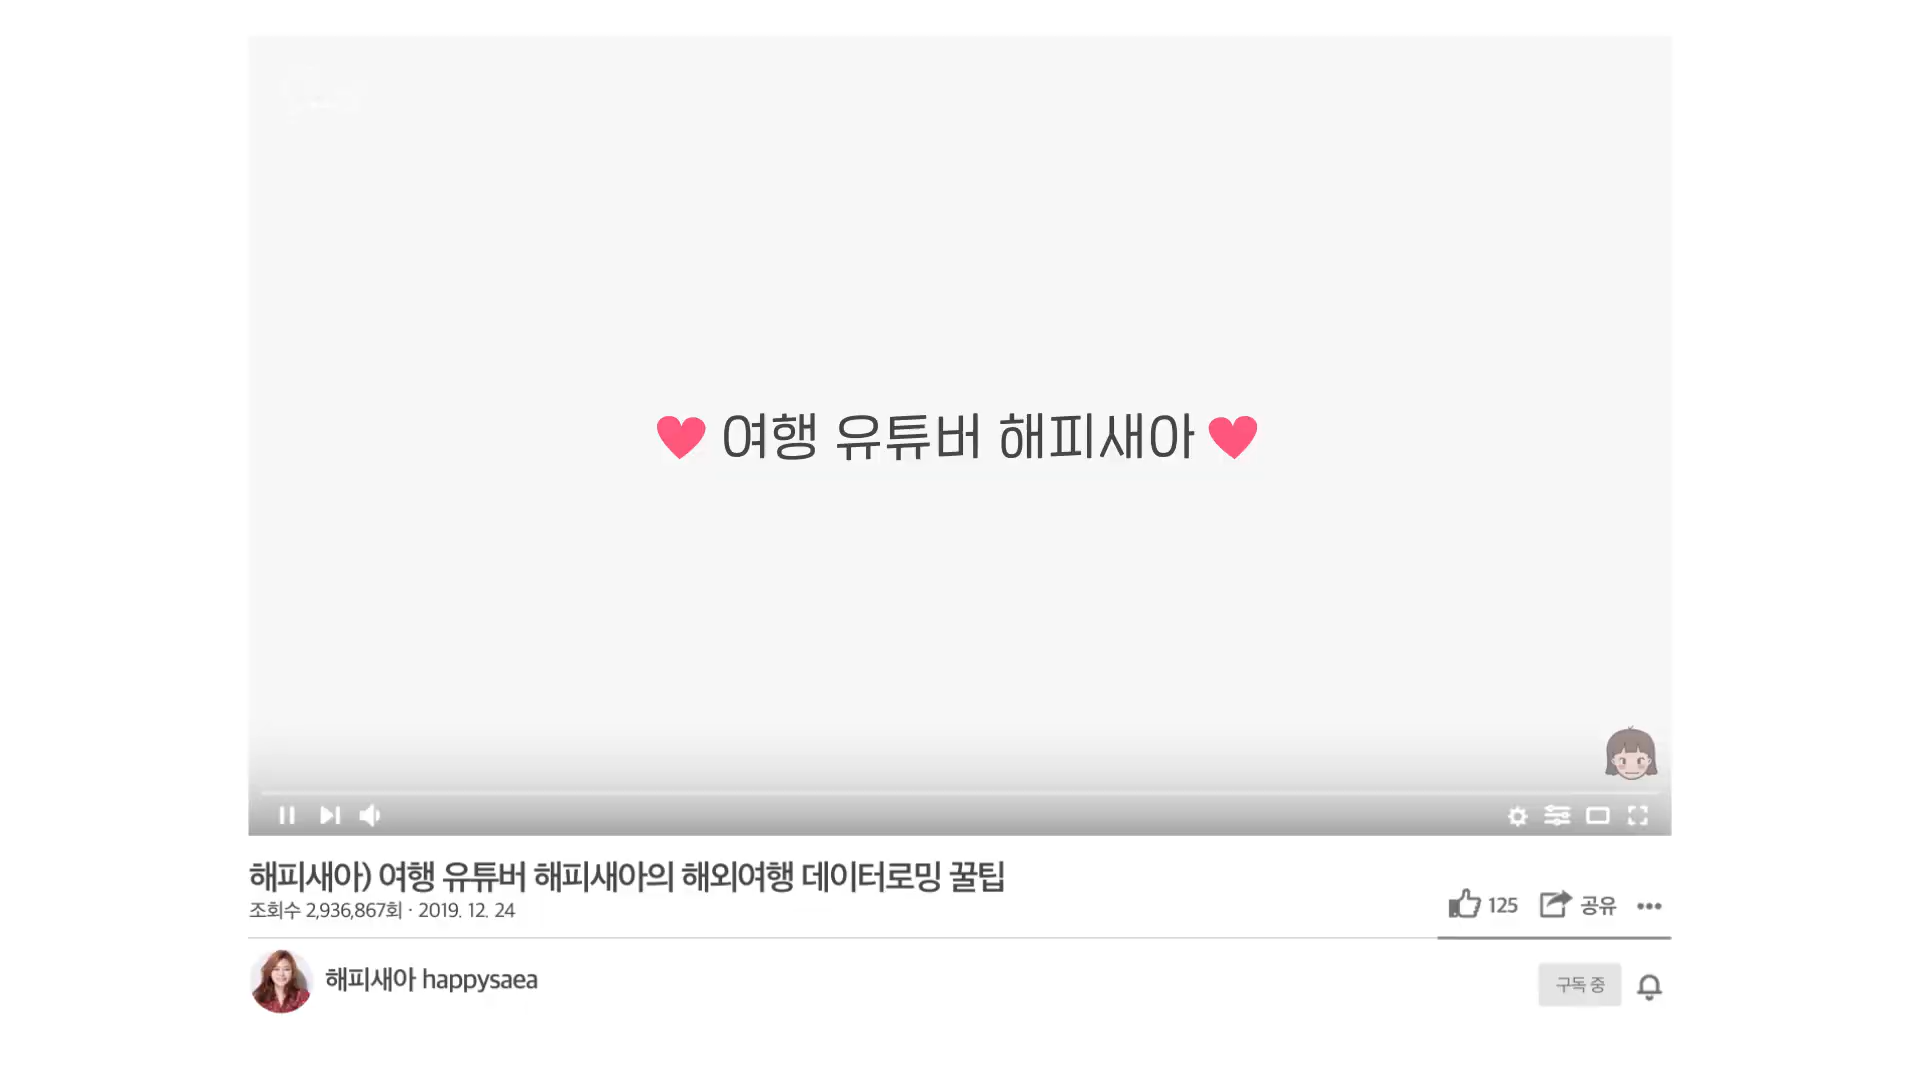 여행 유튜버 해피새아
해피새아) 여행 유튜버 해피새아의 해외여행 데이터로밍 꿀팁
조회수 2,936,867회 · 2019. 12. 24
125 공유
해피새아 happysaea
구독 중